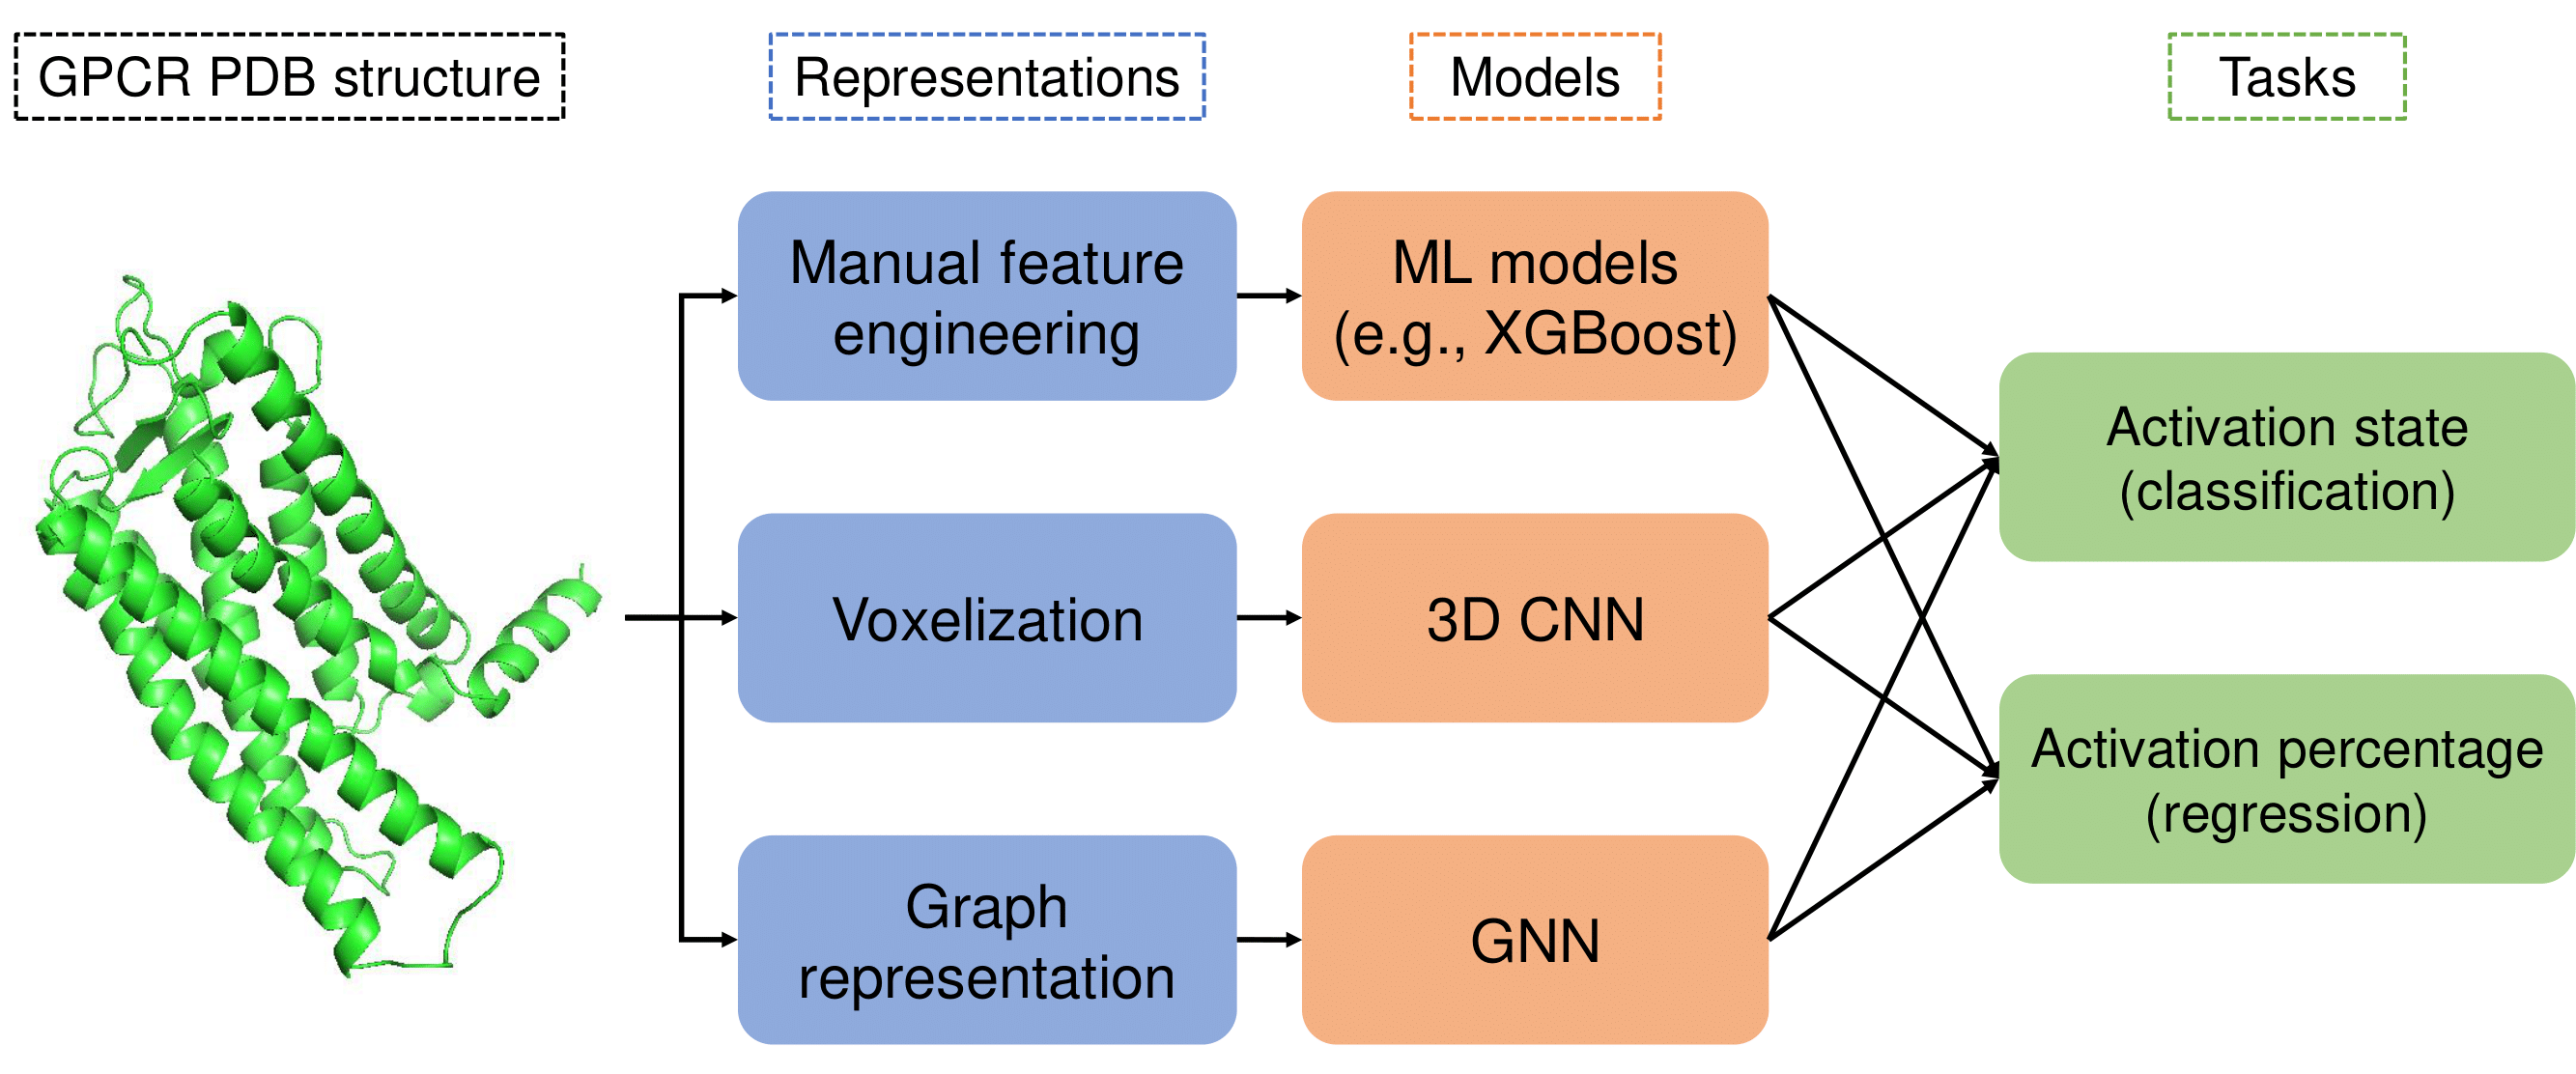 GPCR PDB structure
Representations
Models
Tasks
Manual feature
engineering
ML models
(e.g., XGBoost)
Activation state
(classification)
Voxelization
3D CNN
Activation percentage
(regression)
Graph
representation
GNN